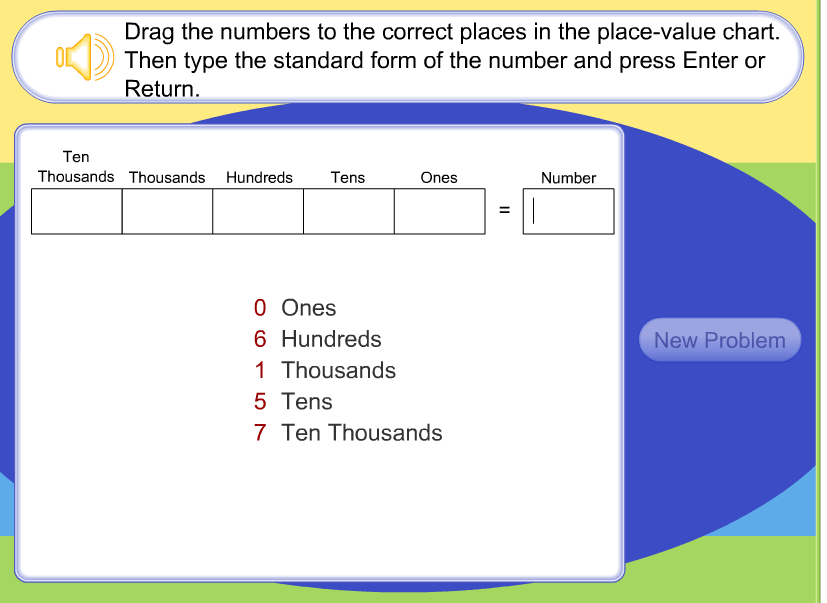 Drag the numbers to the correct places in the place-value chart.
Then type the standard form of the number and press Enter or
Return.
Ten
Thousands Thousands Hundreds Tens Ones Number
=
0 Ones
6 Hundreds
1 Thousands
5 Tens
7 Ten Thousands
New Problem